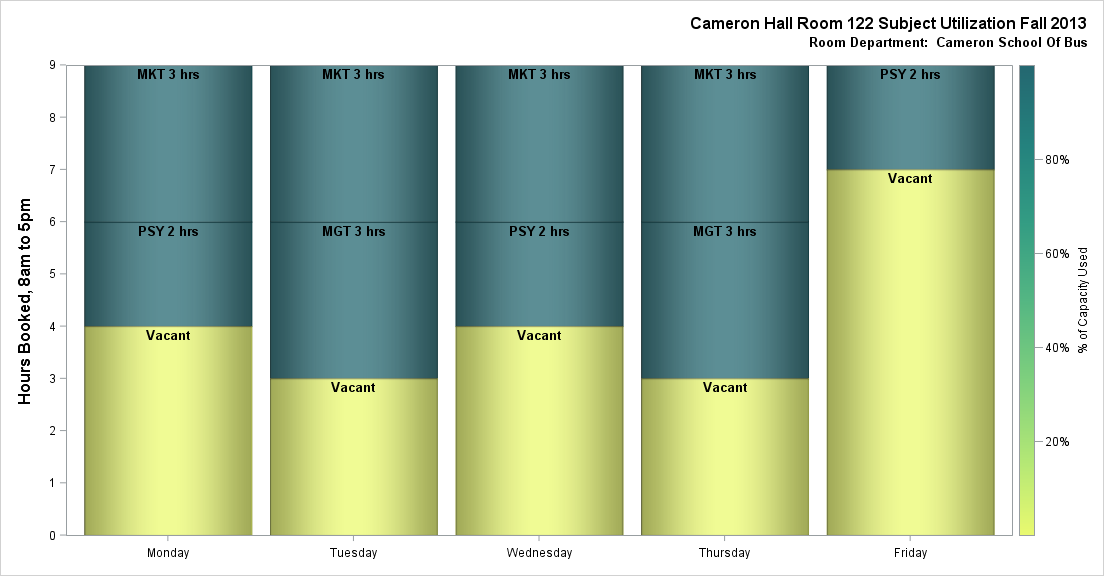 Cameron Hall Room 122 Subject Utilization Fall 2013
Room Department:  Cameron School Of Bus
Hours Booked, 8am to 5pm
9
8
7
6
5
4
3
2
1
0
MKT 3 hrs
PSY 2 hrs
Vacant
MKT 3 hrs
MGT 3 hrs
Vacant
MKT 3 hrs
PSY 2 hrs
Vacant
MKT 3 hrs
MGT 3 hrs
Vacant
PSY 2 hrs
Vacant
Monday
Tuesday
Wednesday
Thursday
Friday
80%
60%
40%
20%
% of Capacity Used